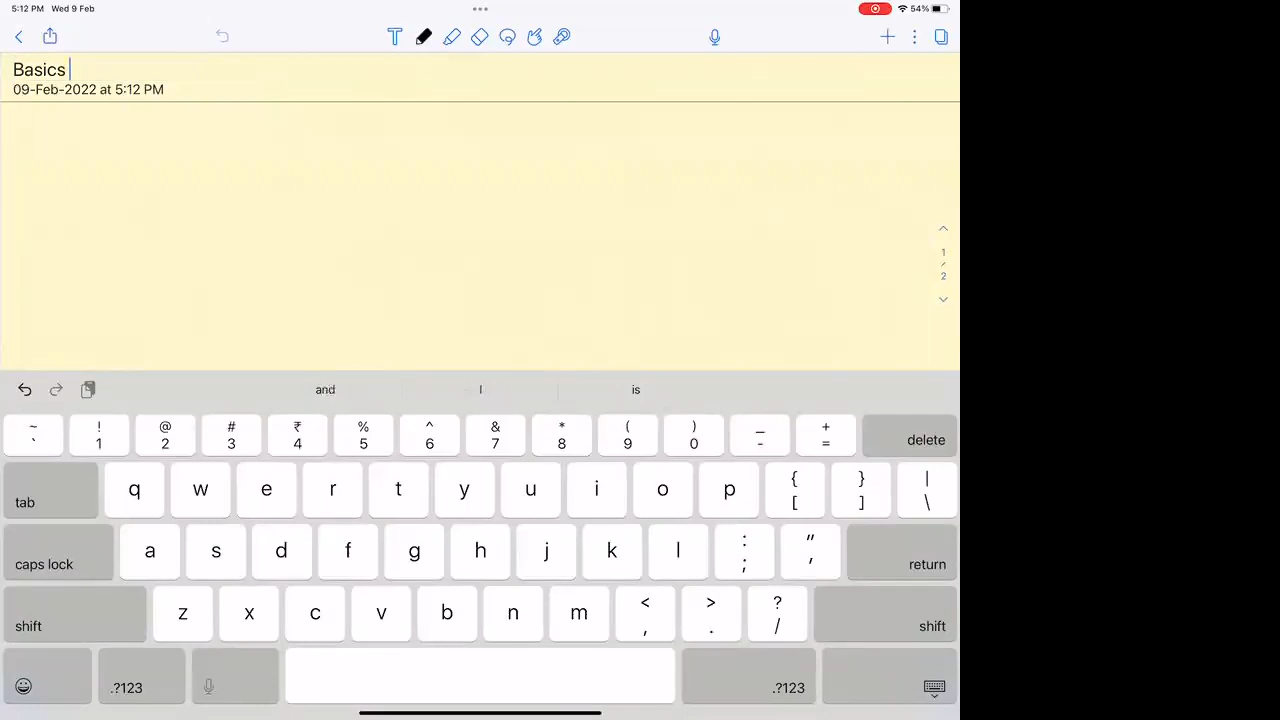 5:12 PM Wed 9 Feb
54%
T
Basics
09-Feb-2022 at 5:12 PM
1
/
2
and I is
~ ! @ # ₹ % ^ & * ( ) _ +
` 1 2 3 4 5 6 7 8 9 0 - = delete
tab q w e r t y u i o p { [ } ] | \
caps lock a s d f g h j k l : ; " ' return
shift z x c v b n m < , > . ? / shift
.?123 .?123